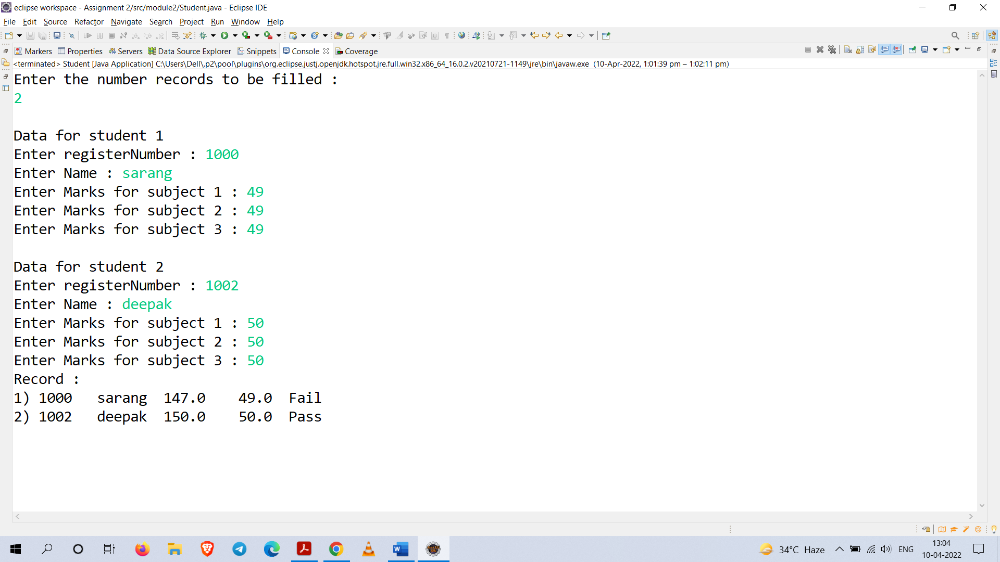 eclipse workspace - Assignment 2/src/module2/Student.java - Eclipse IDE
File Edit Source Refactor Navigate Search Project Run Window Help
Markers Properties Servers Data Source Explorer Snippets Console Coverage
<terminated> Student [Java Application] C:\Users\Dell\.p2\pool\plugins\org.eclipse.justj.openjdk.hotspot.jre.full.win32.x86_64_16.0.2.v20210721-1149\jre\bin\javaw.exe (10-Apr-2022, 1:01:39 pm – 1:02:11 pm)
Enter the number records to be filled :
2
Data for student 1
Enter registerNumber : 1000
Enter Name : sarang
Enter Marks for subject 1 : 49
Enter Marks for subject 2 : 49
Enter Marks for subject 3 : 49
Data for student 2
Enter registerNumber : 1002
Enter Name : deepak
Enter Marks for subject 1 : 50
Enter Marks for subject 2 : 50
Enter Marks for subject 3 : 50
Record :
1) 1000 sarang 147.0 49.0 Fail
2) 1002 deepak 150.0 50.0 Pass
34°C Haze ENG 13:04
10-04-2022